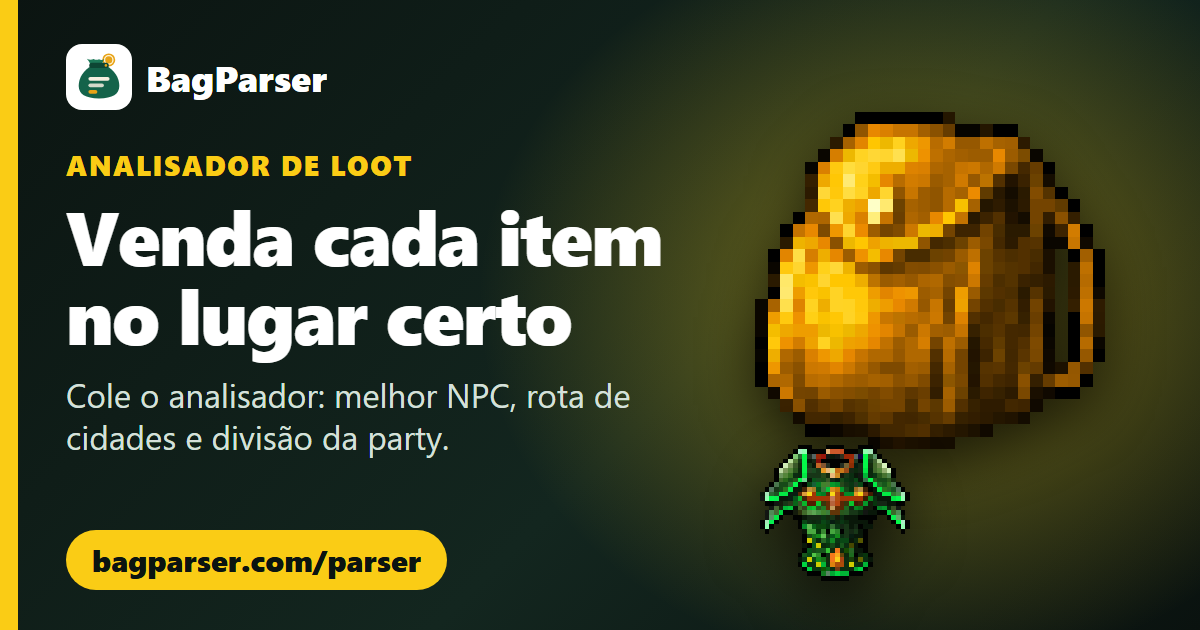 BagParser
ANALISADOR DE LOOT
Venda cada item
no lugar certo
Cole o analisador: melhor NPC, rota de
cidades e divisão da party.
bagparser.com/parser